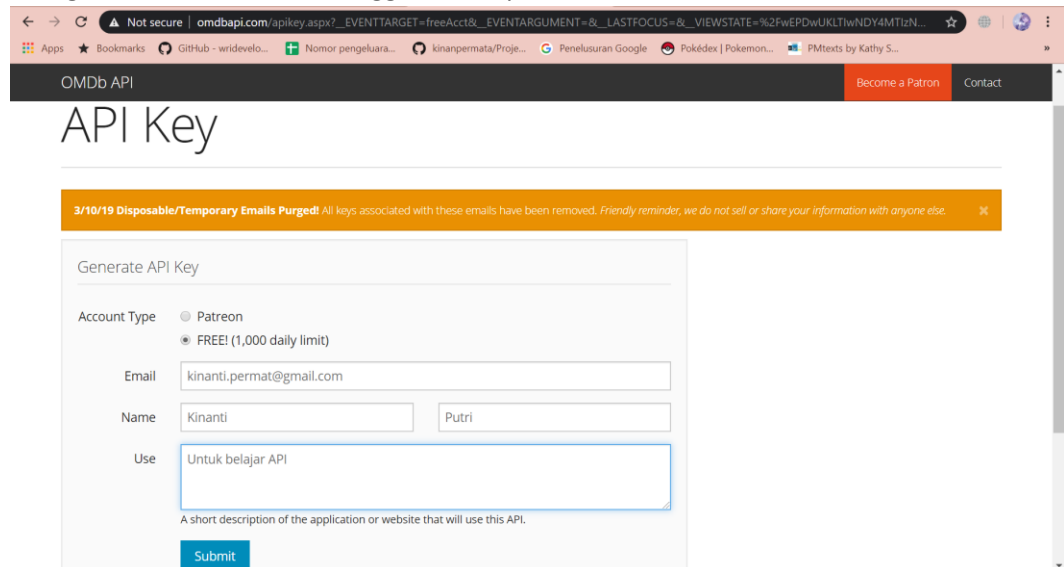 Not secure | omdbapi.com/apikey.aspx?_EVENTTARGET=freeAcct&_EVENTARGUMENT=&_LASTFOCUS=&_VIEWSTATE=%2FwEPDwUKLTIwNDY4MTIzN...
Apps Bookmarks GitHub - wridevelo... Nomor pengeluara... kinanpermata/Proje... Penelusuran Google Pokédex | Pokemon... PMtexts by Kathy S... »
OMDb API Become a Patron Contact
API Key
3/10/19 Disposable/Temporary Emails Purged! All keys associated with these emails have been removed. Friendly reminder, we do not sell or share your information with anyone else. ×
Generate API Key
Account Type Patreon
FREE! (1,000 daily limit)
Email kinanti.permat@gmail.com
Name Kinanti Putri
Use Untuk belajar API
A short description of the application or website that will use this API.
Submit